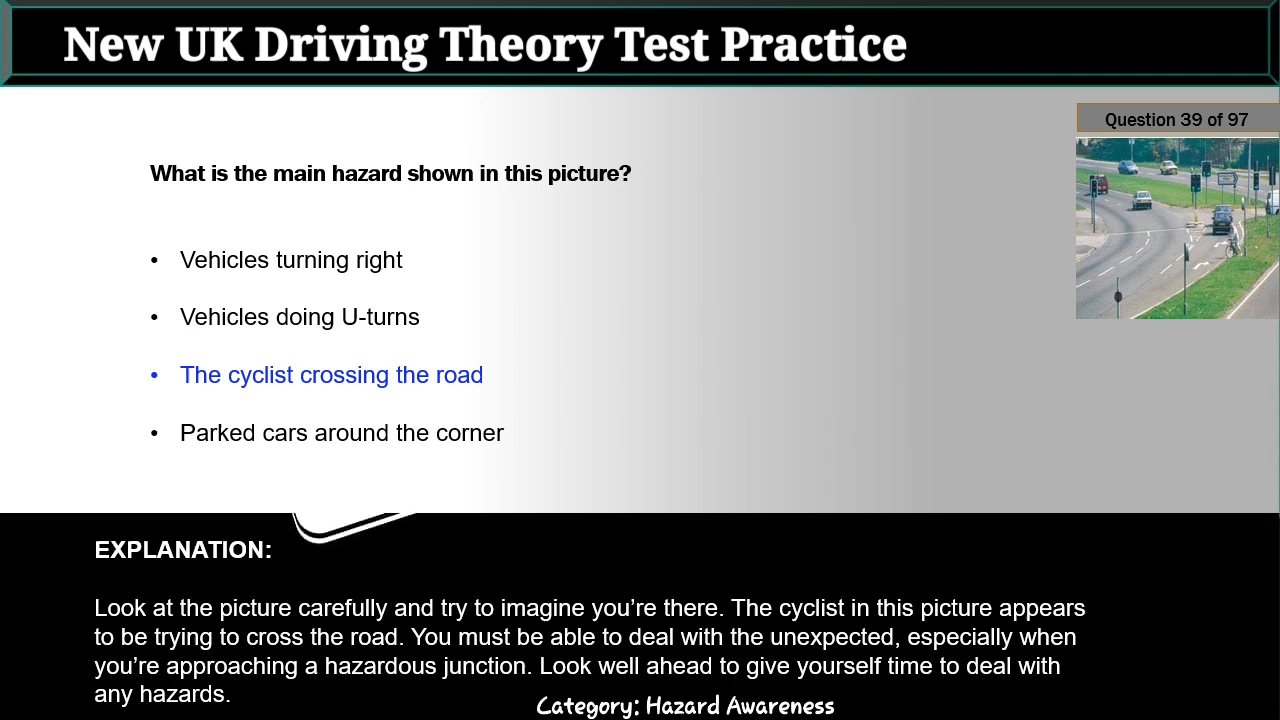 New UK Driving Theory Test Practice
Question 39 of 97
What is the main hazard shown in this picture?
• Vehicles turning right
• Vehicles doing U-turns
• The cyclist crossing the road
• Parked cars around the corner
EXPLANATION:
Look at the picture carefully and try to imagine you’re there. The cyclist in this picture appears
to be trying to cross the road. You must be able to deal with the unexpected, especially when
you’re approaching a hazardous junction. Look well ahead to give yourself time to deal with
any hazards.
Category: Hazard Awareness